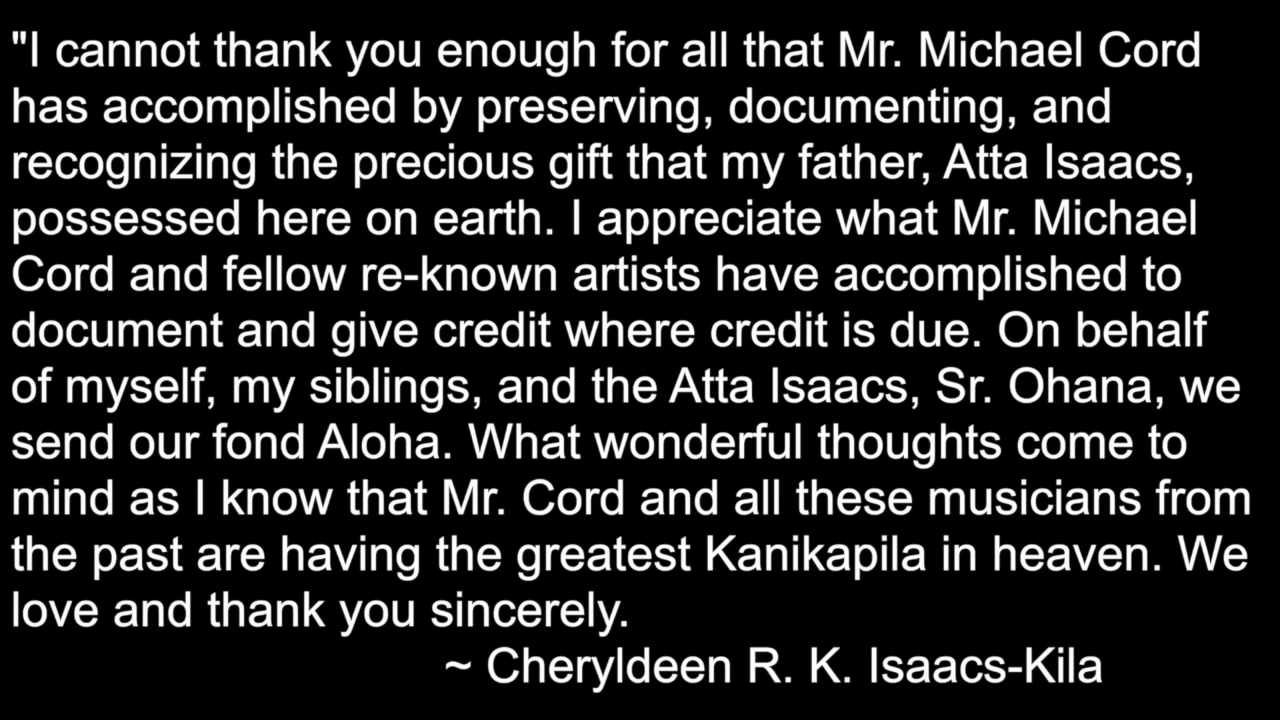 "I cannot thank you enough for all that Mr. Michael Cord
has accomplished by preserving, documenting, and
recognizing the precious gift that my father, Atta Isaacs,
possessed here on earth. I appreciate what Mr. Michael
Cord and fellow re-known artists have accomplished to
document and give credit where credit is due. On behalf
of myself, my siblings, and the Atta Isaacs, Sr. Ohana, we
send our fond Aloha. What wonderful thoughts come to
mind as I know that Mr. Cord and all these musicians from
the past are having the greatest Kanikapila in heaven. We
love and thank you sincerely.
~ Cheryldeen R. K. Isaacs-Kila